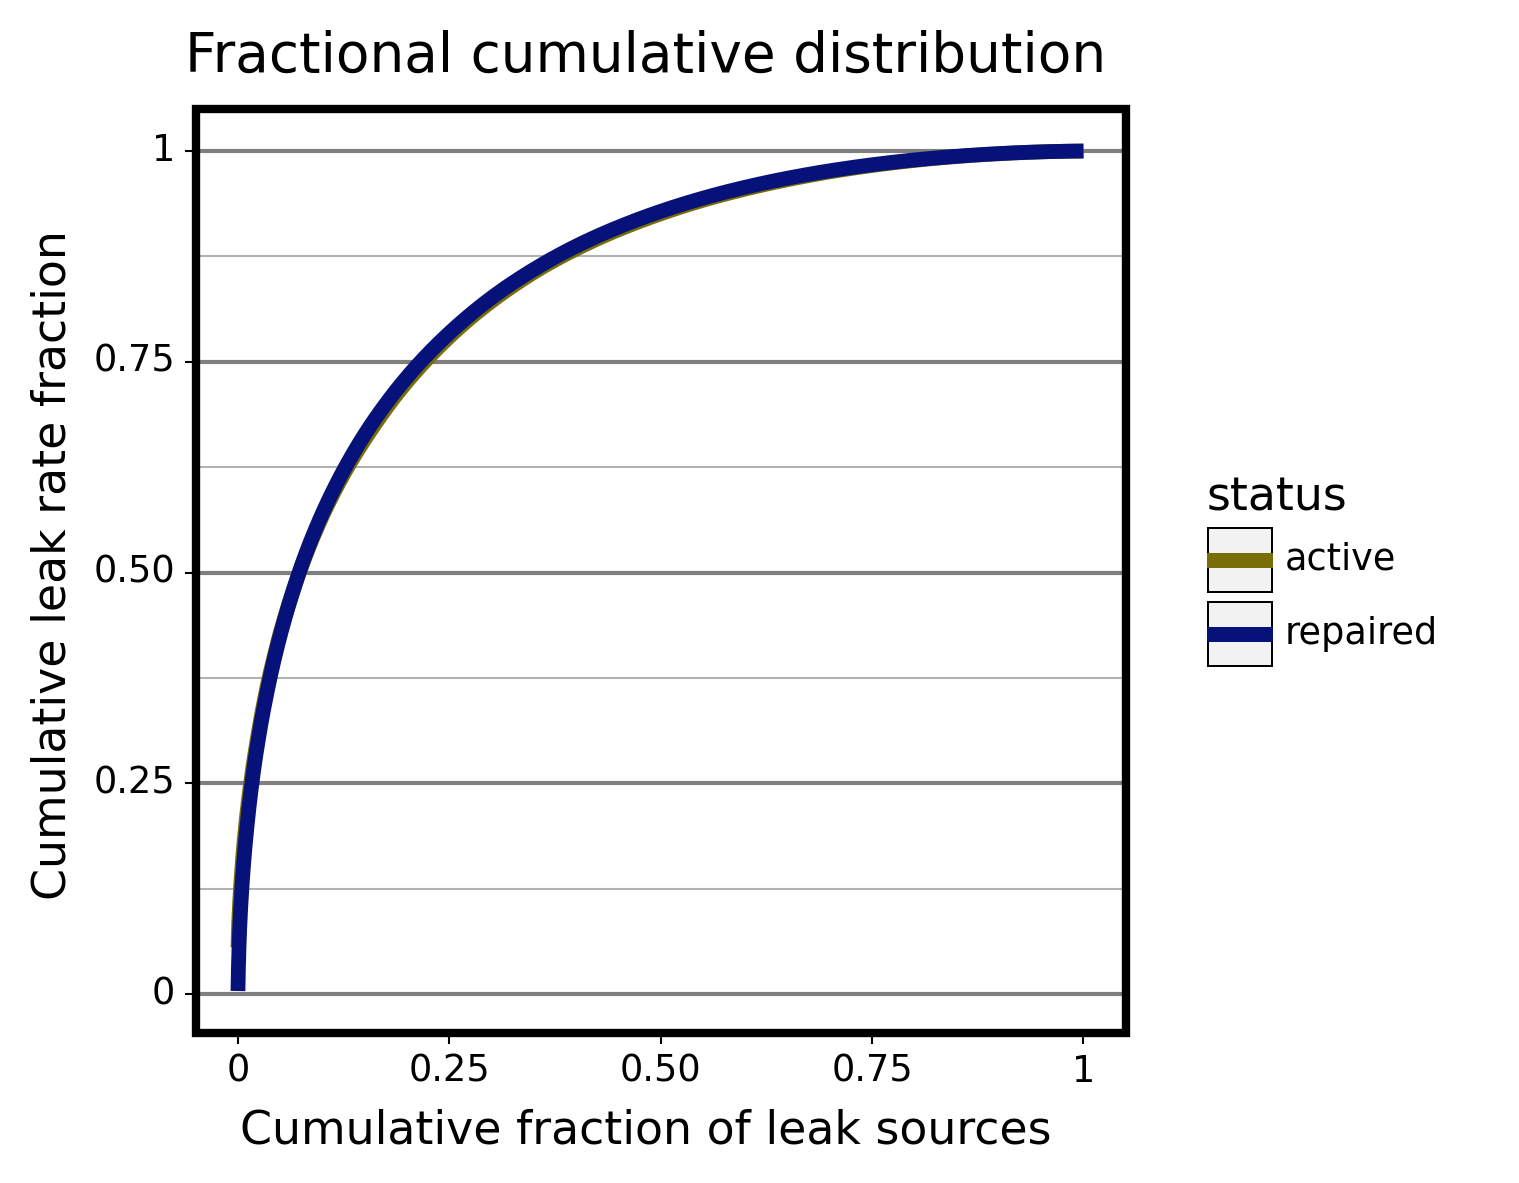 Fractional cumulative distribution
Cumulative leak rate fraction
1
0.75
0.50
0.25
0
0 0.25 0.50 0.75 1
Cumulative fraction of leak sources
status
active
repaired